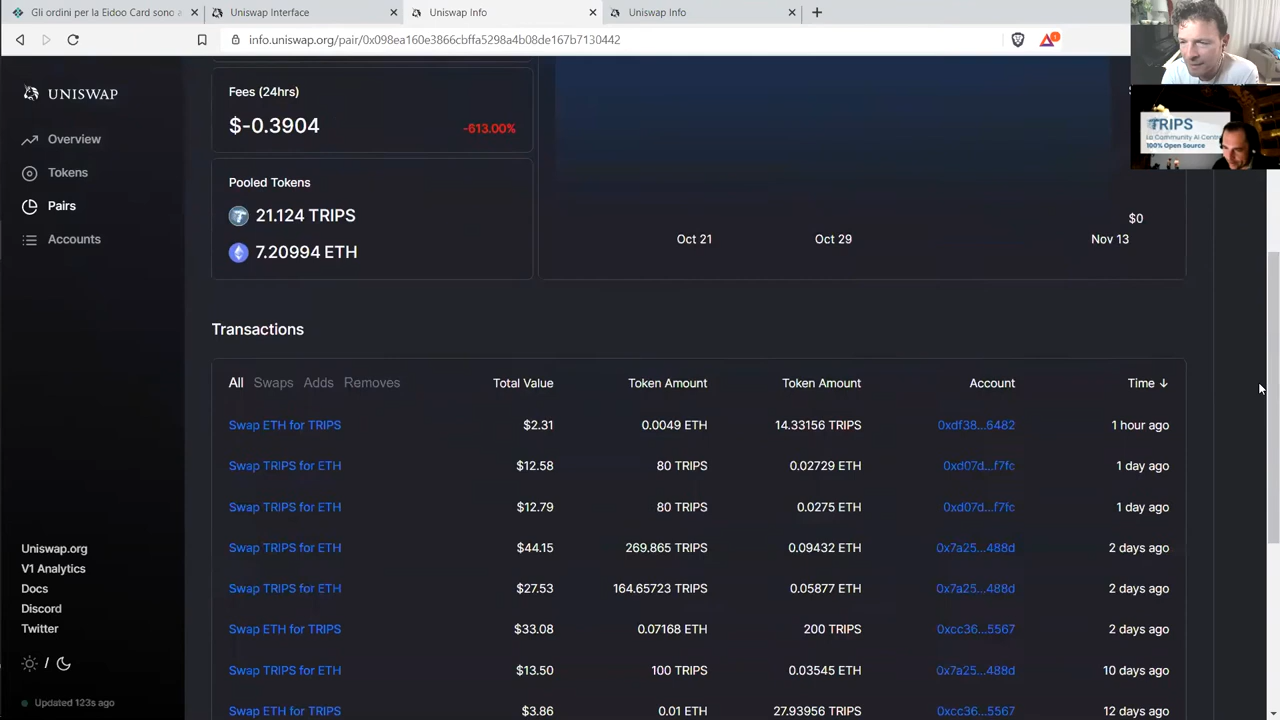 Gli ordini per la Eidoo Card sono a
Uniswap Interface
Uniswap Info
Uniswap Info
info.uniswap.org/pair/0x098ea160e3866cbffa5298a4b08de167b7130442
UNISWAP
Overview
Tokens
Pairs
Accounts
Uniswap.org
V1 Analytics
Docs
Discord
Twitter
/
Updated 123s ago
Fees (24hrs)
$-0.3904 -613.00%
Pooled Tokens
21.124 TRIPS
7.20994 ETH
$0
Oct 21 Oct 29 Nov 13
Transactions
All Swaps Adds Removes Total Value Token Amount Token Amount Account Time ↓
Swap ETH for TRIPS $2.31 0.0049 ETH 14.33156 TRIPS 0xdf38...6482 1 hour ago
Swap TRIPS for ETH $12.58 80 TRIPS 0.02729 ETH 0xd07d...f7fc 1 day ago
Swap TRIPS for ETH $12.79 80 TRIPS 0.0275 ETH 0xd07d...f7fc 1 day ago
Swap TRIPS for ETH $44.15 269.865 TRIPS 0.09432 ETH 0x7a25...488d 2 days ago
Swap TRIPS for ETH $27.53 164.65723 TRIPS 0.05877 ETH 0x7a25...488d 2 days ago
Swap ETH for TRIPS $33.08 0.07168 ETH 200 TRIPS 0xcc36...5567 2 days ago
Swap TRIPS for ETH $13.50 100 TRIPS 0.03545 ETH 0x7a25...488d 10 days ago
Swap ETH for TRIPS $3.86 0.01 ETH 27.93956 TRIPS 0xcc36...5567 12 days ago
TRIPS
Community AI Centr
100% Open Source